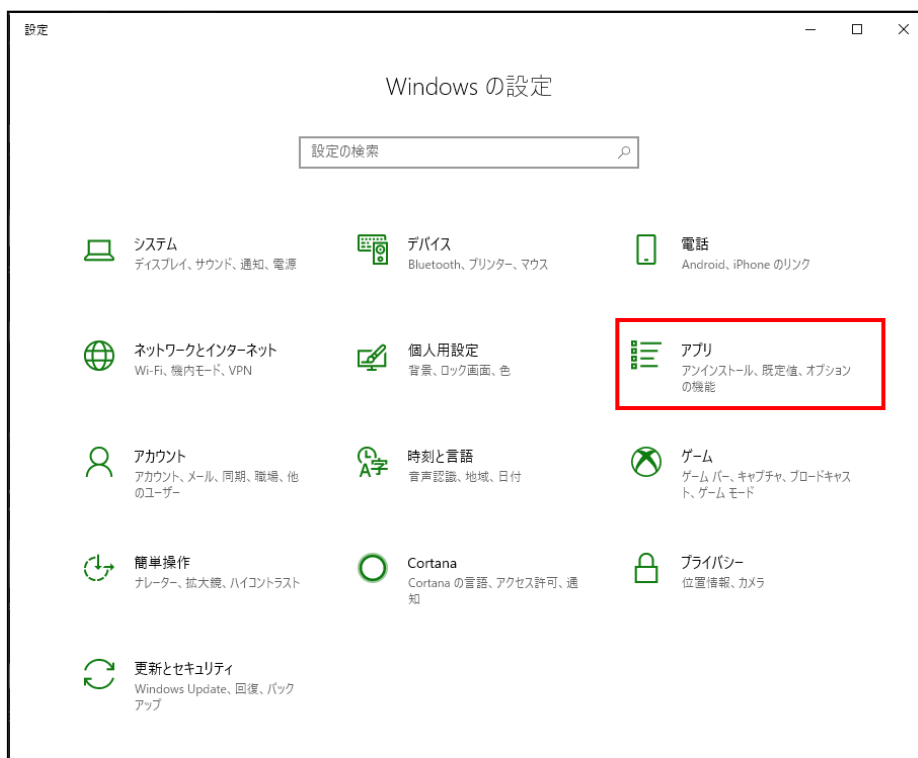 設定
Windows の設定
設定の検索
システム
ディスプレイ、サウンド、通知、電源
デバイス
Bluetooth、プリンター、マウス
電話
Android、iPhone のリンク
ネットワークとインターネット
Wi-Fi、機内モード、VPN
個人用設定
背景、ロック画面、色
アプリ
アンインストール、既定値、オプション
の機能
アカウント
アカウント、メール、同期、職場、他
のユーザー
時刻と言語
音声認識、地域、日付
ゲーム
ゲーム バー、キャプチャ、ブロードキャス
ト、ゲーム モード
簡単操作
ナレーター、拡大鏡、ハイコントラスト
Cortana
Cortana の言語、アクセス許可、通
知
プライバシー
位置情報、カメラ
更新とセキュリティ
Windows Update、回復、バック
アップ